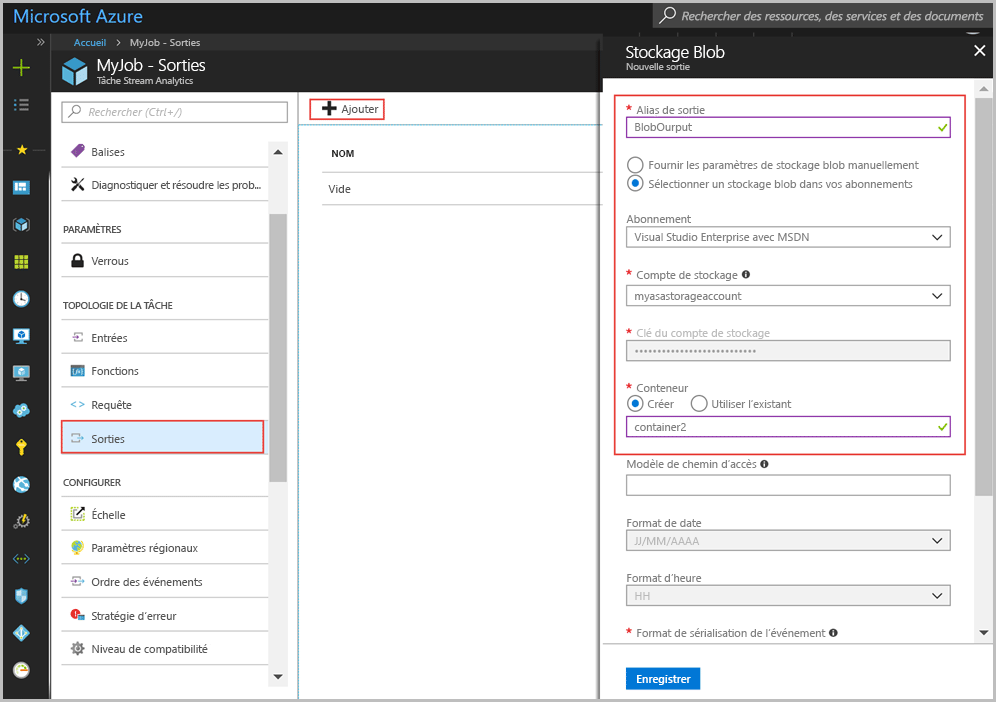 Microsoft Azure
Rechercher des ressources, des services et des documents
Accueil > MyJob - Sorties
MyJob - Sorties
Tâche Stream Analytics
Rechercher (Ctrl+/)
Balises
Diagnostiquer et résoudre les prob...
PARAMÈTRES
Verrous
TOPOLOGIE DE LA TÂCHE
Entrées
Fonctions
Requête
Sorties
CONFIGURER
Échelle
Paramètres régionaux
Ordre des événements
Stratégie d'erreur
Niveau de compatibilité
Ajouter
NOM
Vide
Stockage Blob
Nouvelle sortie
* Alias de sortie
BlobOurput
Fournir les paramètres de stockage blob manuellement
Sélectionner un stockage blob dans vos abonnements
Abonnement
Visual Studio Enterprise avec MSDN
* Compte de stockage
myasastorageaccount
* Clé du compte de stockage
•••••••••••••••••••••••••••
* Conteneur
Créer Utiliser l'existant
container2
Modèle de chemin d'accès
Format de date
JJ/MM/AAAA
Format d'heure
HH
* Format de sérialisation de l'événement
Enregistrer